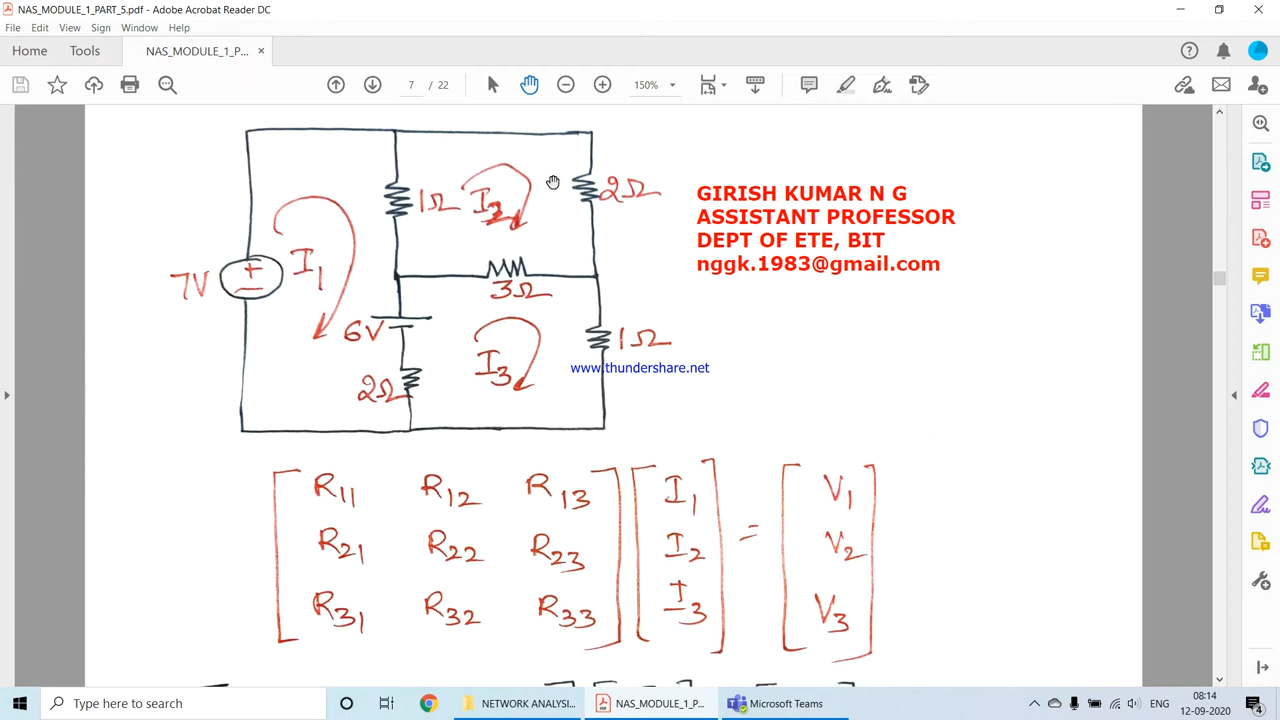 NAS_MODULE_1_PART_5.pdf - Adobe Acrobat Reader DC
File Edit View Sign Window Help
Home Tools NAS_MODULE_1_P... ×
7 / 22 150%
1Ω I2 2Ω
GIRISH KUMAR N G
ASSISTANT PROFESSOR
DEPT OF ETE, BIT
nggk.1983@gmail.com
7V + − I1
3Ω
6V I3 1Ω
www.thundershare.net
2Ω
R11 R12 R13 I1 V1
R21 R22 R23 I2 = V2
R31 R32 R33 I3 V3
Type here to search
NETWORK ANALYSI...
NAS_MODULE_1_P...
Microsoft Teams
ENG
08:14
12-09-2020
4